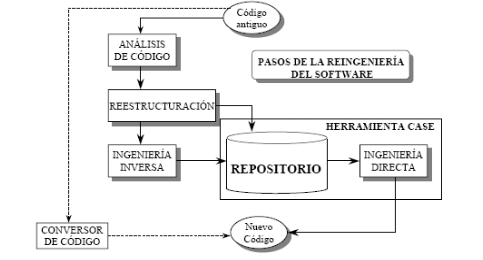 Código
antiguo
ANÁLISIS
DE CÓDIGO
PASOS DE LA REINGENIERÍA
DEL SOFTWARE
REESTRUCTURACIÓN
HERRAMIENTA CASE
INGENIERÍA
INVERSA
REPOSITORIO
INGENIERÍA
DIRECTA
CONVERSOR
DE CÓDIGO
Nuevo
Código